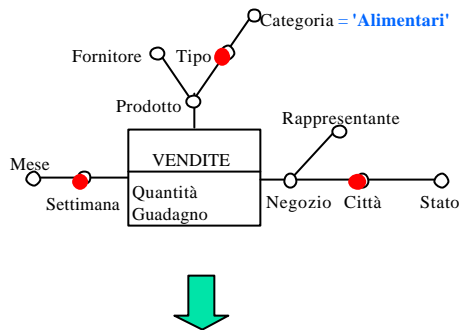 Categoria = 'Alimentari'
Fornitore
Tipo
Prodotto
Rappresentante
Mese
VENDITE
Settimana
Quantità
Guadagno
Negozio
Città
Stato